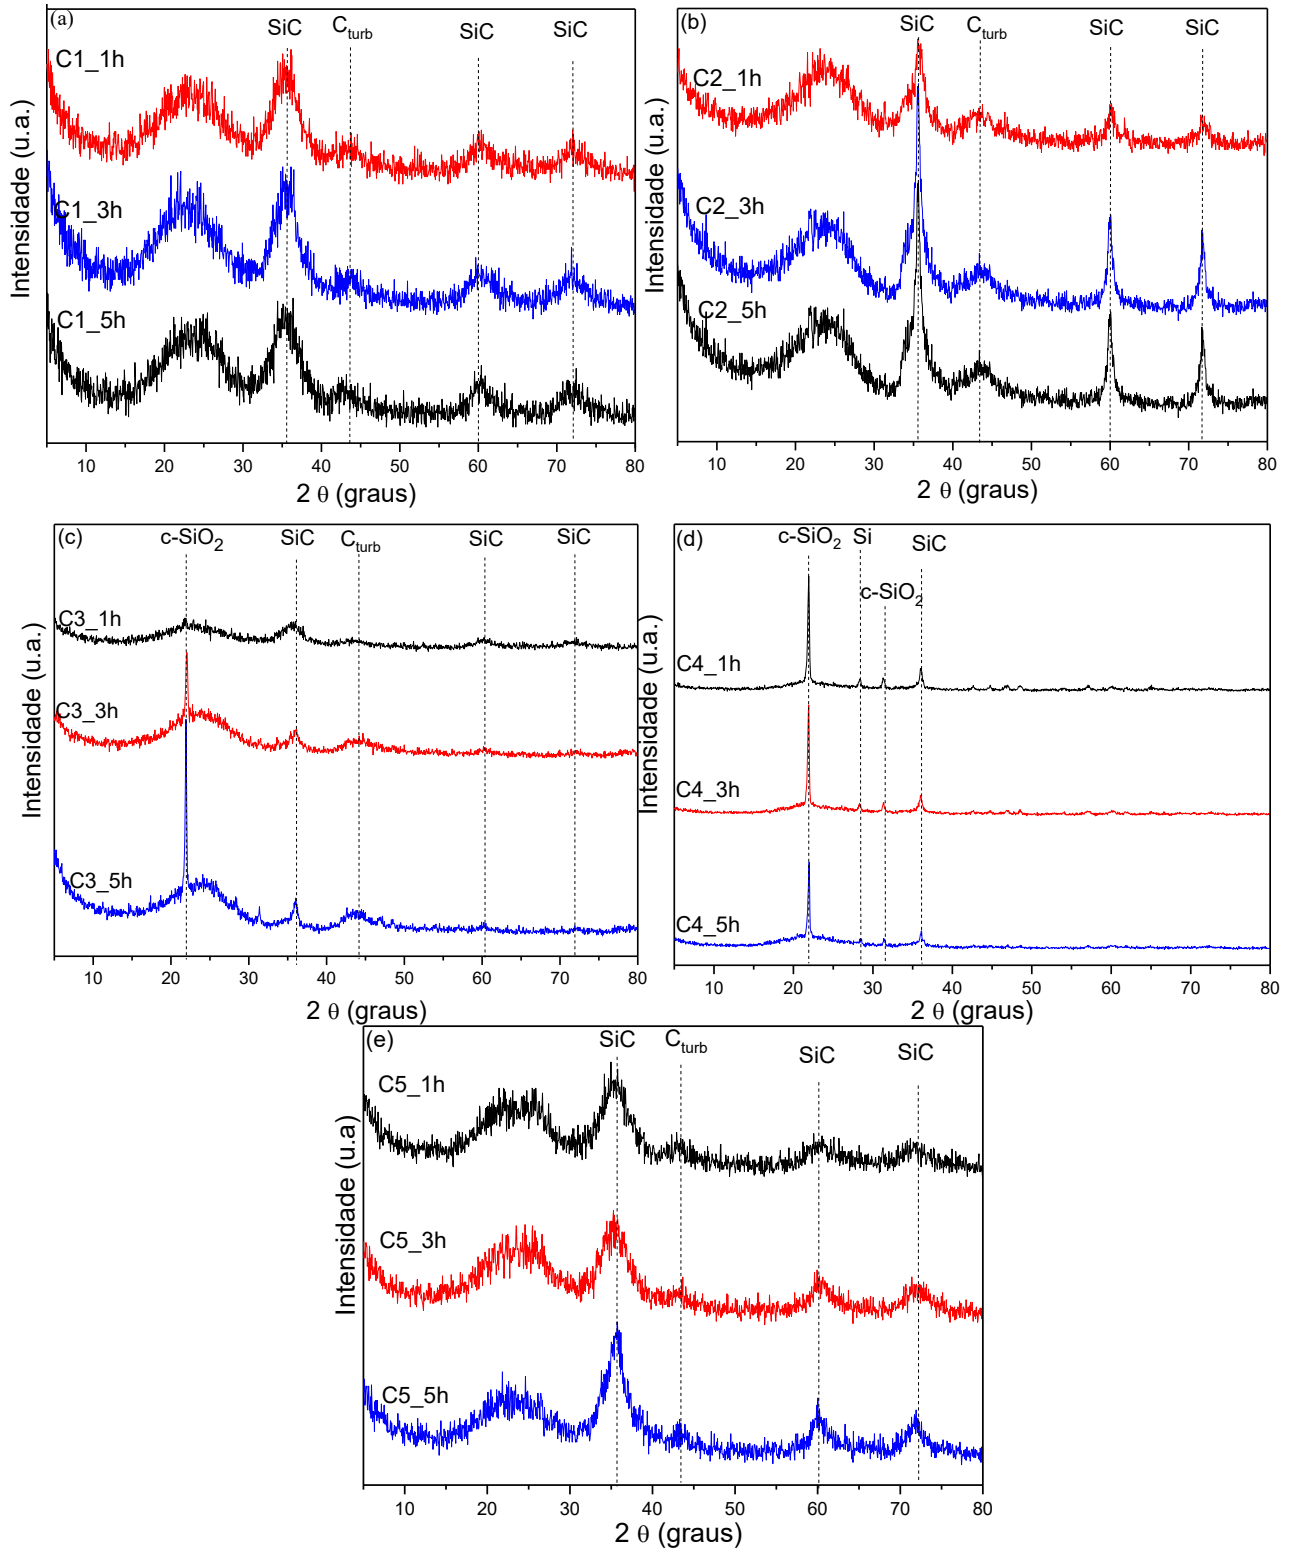 (a)
SiC
C_turb
SiC
SiC
C1_1h
C1_3h
C1_5h
Intensidade (u.a.)
10 20 30 40 50 60 70 80
2 θ (graus)
(b)
SiC
C_turb
SiC
SiC
C2_1h
C2_3h
C2_5h
Intensidade (u.a.)
10 20 30 40 50 60 70 80
2 θ (graus)
(c)
c-SiO₂
SiC
C_turb
SiC
SiC
C3_1h
C3_3h
C3_5h
Intensidade (u.a.)
10 20 30 40 50 60 70 80
2 θ (graus)
(d)
c-SiO₂
Si
SiC
c-SiO₂
C4_1h
C4_3h
C4_5h
Intensidade (u.a.)
10 20 30 40 50 60 70 80
2 θ (graus)
(e)
SiC
C_turb
SiC
SiC
C5_1h
C5_3h
C5_5h
Intensidade (u.a)
10 20 30 40 50 60 70 80
2 θ (graus)